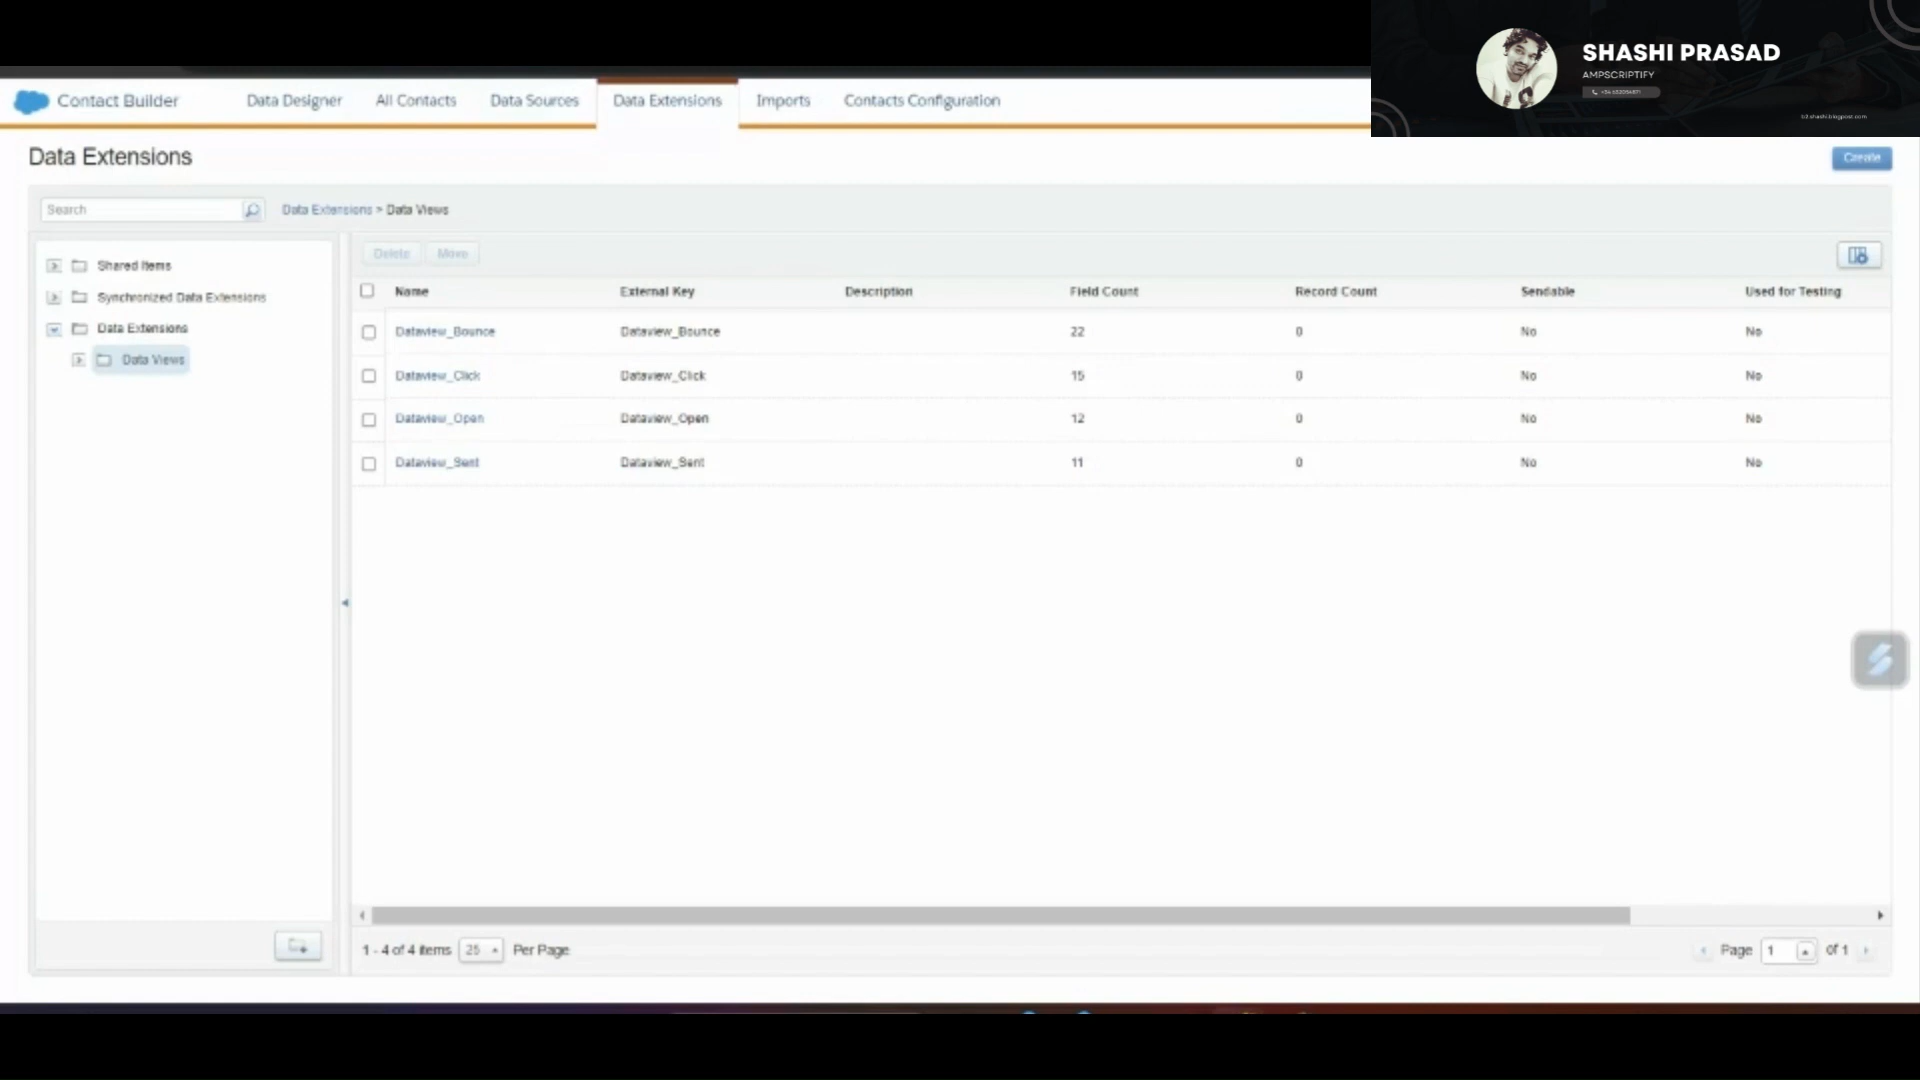 SHASHI PRASAD
AMPSCRIPTIFY
Contact Builder
Data Designer
All Contacts
Data Sources
Data Extensions
Imports
Contacts Configuration
Data Extensions
Create
Search
Data Extensions > Data Views
Shared Items
Synchronized Data Extensions
Data Extensions
Data Views
Delete Move
Name External Key Description Field Count Record Count Sendable Used for Testing
Dataview_Bounce Dataview_Bounce 22 0 No No
Dataview_Click Dataview_Click 15 0 No No
Dataview_Open Dataview_Open 12 0 No No
Dataview_Sent Dataview_Sent 11 0 No No
1 - 4 of 4 items 25 Per Page
Page 1 of 1